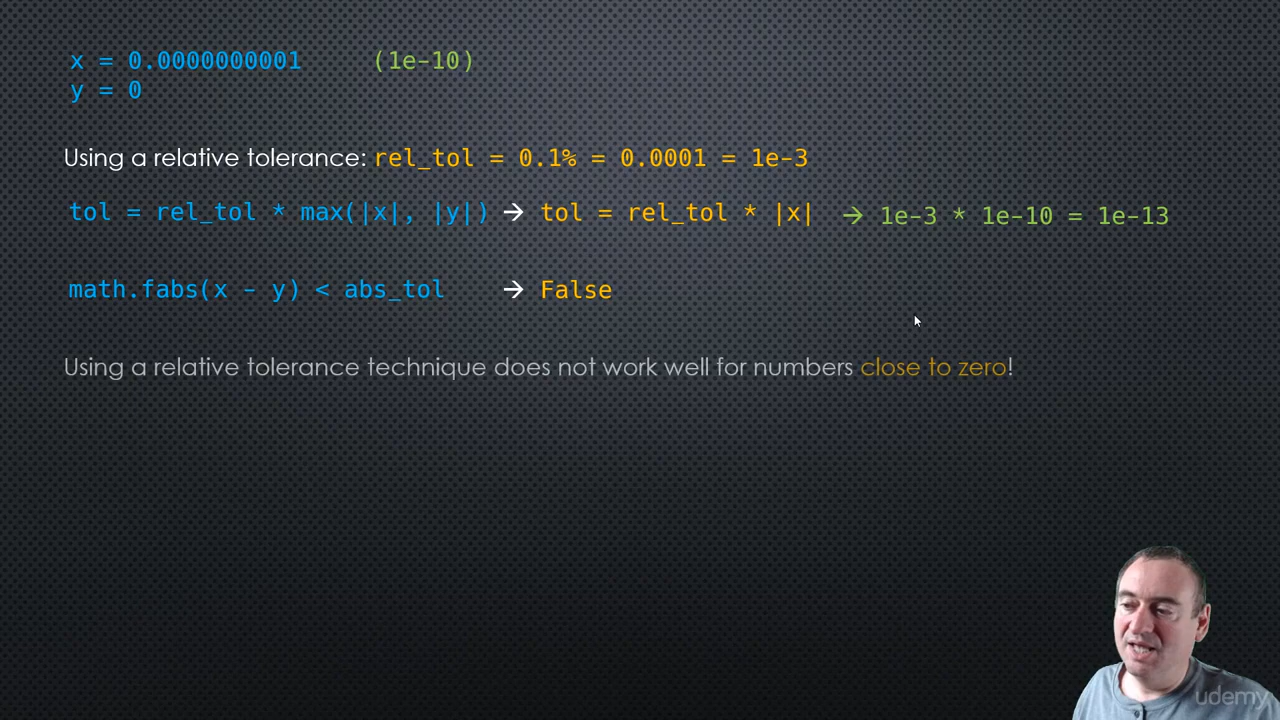 x = 0.0000000001 (1e-10)
y = 0
Using a relative tolerance: rel_tol = 0.1% = 0.0001 = 1e-3
tol = rel_tol * max(|x|, |y|) → tol = rel_tol * |x| → 1e-3 * 1e-10 = 1e-13
math.fabs(x - y) < abs_tol → False
Using a relative tolerance technique does not work well for numbers close to zero!
udemy